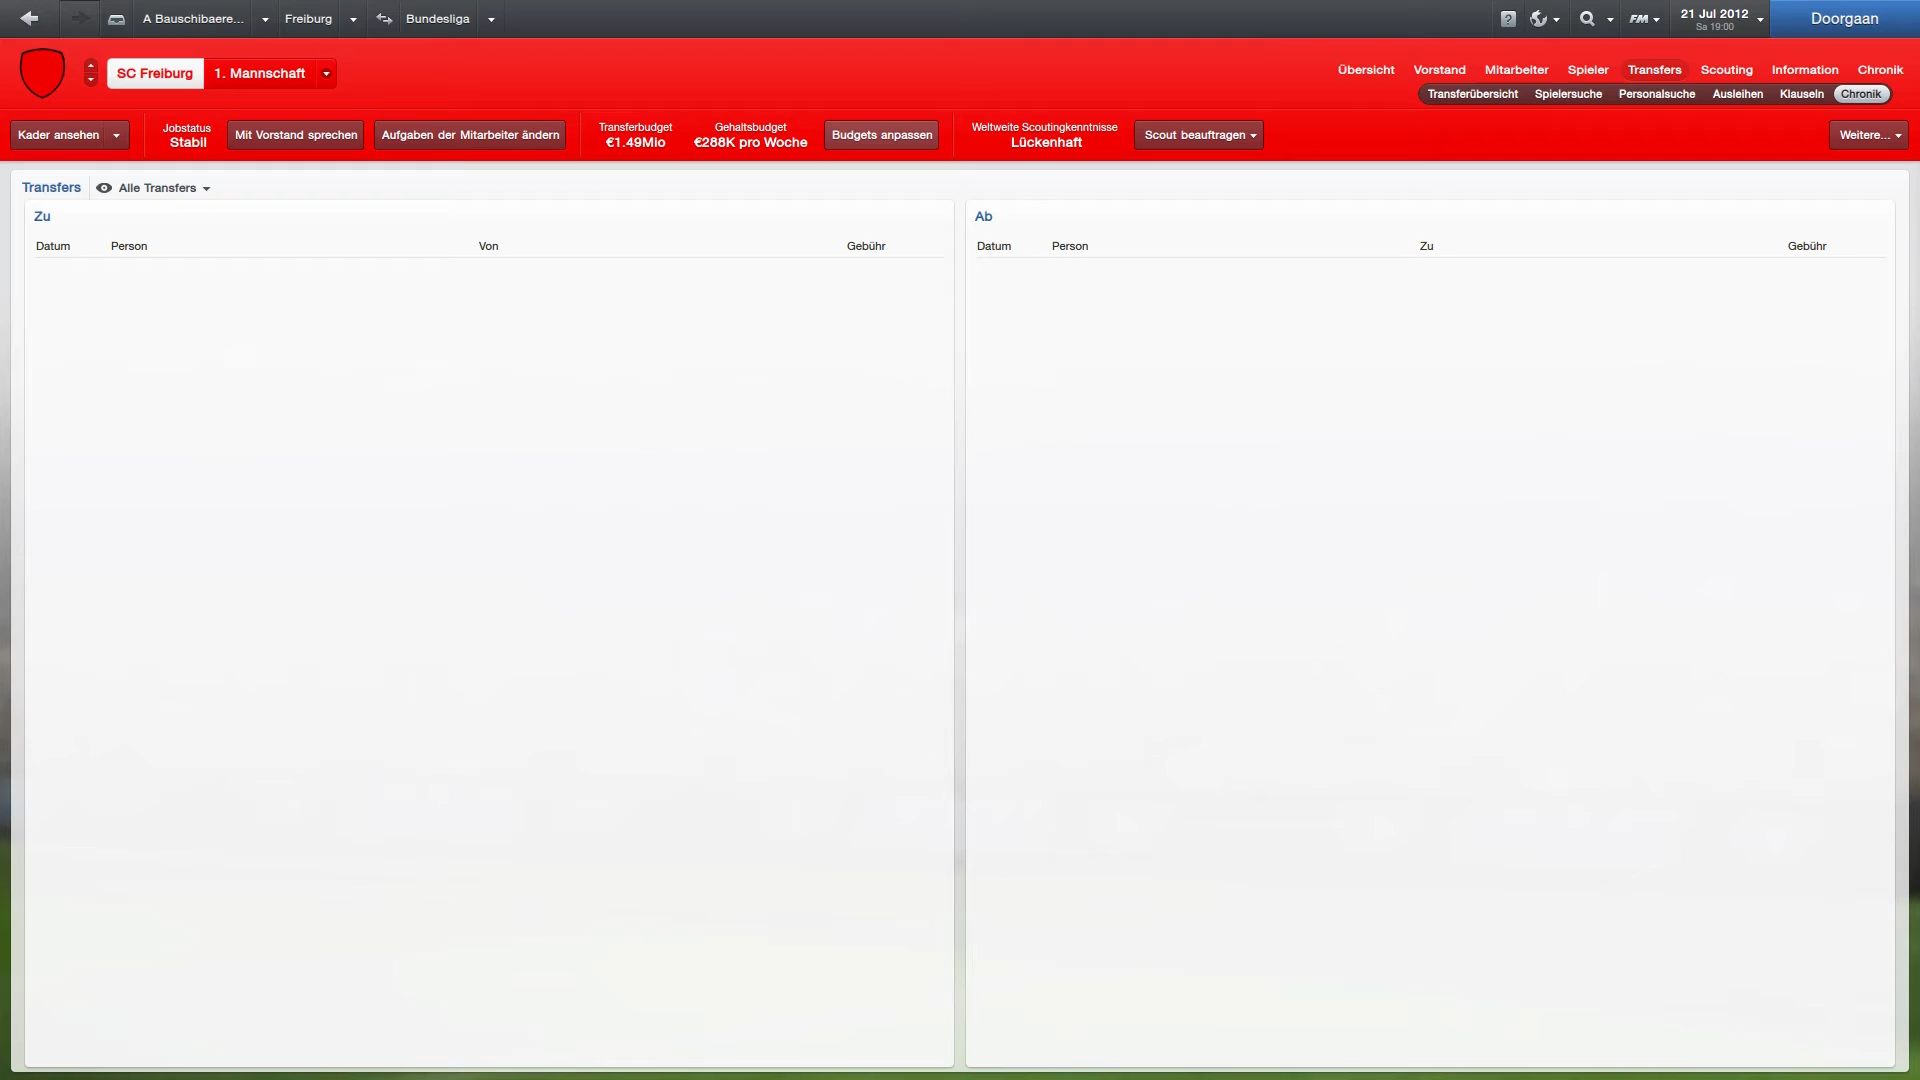 A Bauschibaere...
Freiburg
Bundesliga
?
FM
21 Jul 2012
Sa 19:00
Doorgaan
SC Freiburg
1. Mannschaft
Übersicht
Vorstand
Mitarbeiter
Spieler
Transfers
Scouting
Information
Chronik
Transferübersicht
Spielersuche
Personalsuche
Ausleihen
Klauseln
Chronik
Kader ansehen
Jobstatus
Stabil
Mit Vorstand sprechen
Aufgaben der Mitarbeiter ändern
Transferbudget
€1.49Mio
Gehaltsbudget
€288K pro Woche
Budgets anpassen
Weltweite Scoutingkenntnisse
Lückenhaft
Scout beauftragen
Weitere...
Transfers
Alle Transfers
Zu
Datum
Person
Von
Gebühr
Ab
Datum
Person
Zu
Gebühr